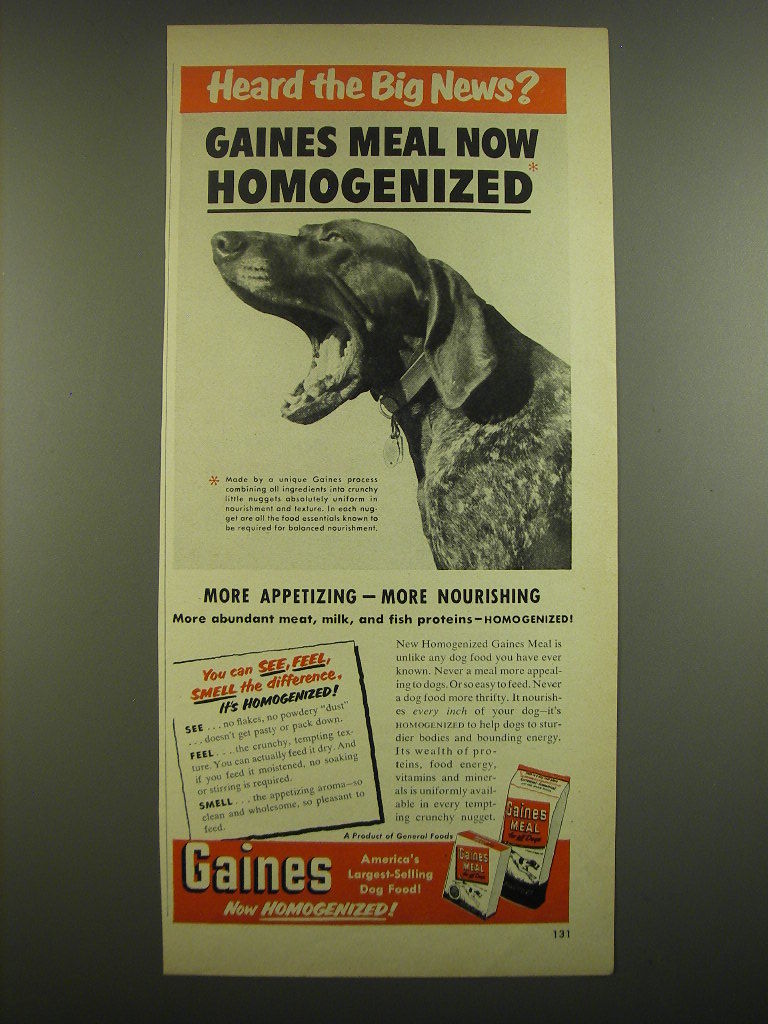 Heard the Big News?
GAINES MEAL NOW
HOMOGENIZED*
* Made by a unique Gaines process
combining all ingredients into crunchy
little nuggets absolutely uniform in
nourishment and texture. In each nug-
get are all the food essentials known to
be required for balanced nourishment.
MORE APPETIZING — MORE NOURISHING
More abundant meat, milk, and fish proteins—HOMOGENIZED!
You can SEE, FEEL,
SMELL the difference.
It's HOMOGENIZED!
SEE . . . no flakes, no powdery "dust"
. . . doesn't get pasty or pack down.
FEEL . . . the crunchy, tempting tex-
ture. You can actually feed it dry. And
if you feed it moistened, no soaking
or stirring is required.
SMELL . . . the appetizing aroma—so
clean and wholesome, so pleasant to
feed.
New Homogenized Gaines Meal is
unlike any dog food you have ever
known. Never a meal more appeal-
ing to dogs. Or so easy to feed. Never
a dog food more thrifty. It nourish-
es every inch of your dog—it's
HOMOGENIZED to help dogs to stur-
dier bodies and bounding energy.
Its wealth of pro-
teins, food energy,
vitamins and miner-
als is uniformly avail-
able in every tempt-
ing crunchy nugget.
A Product of General Foods
Gaines
MEAL
for all Dogs
Gaines
MEAL
for all Dogs
Gaines
America's
Largest-Selling
Dog Food!
Now HOMOGENIZED!
131